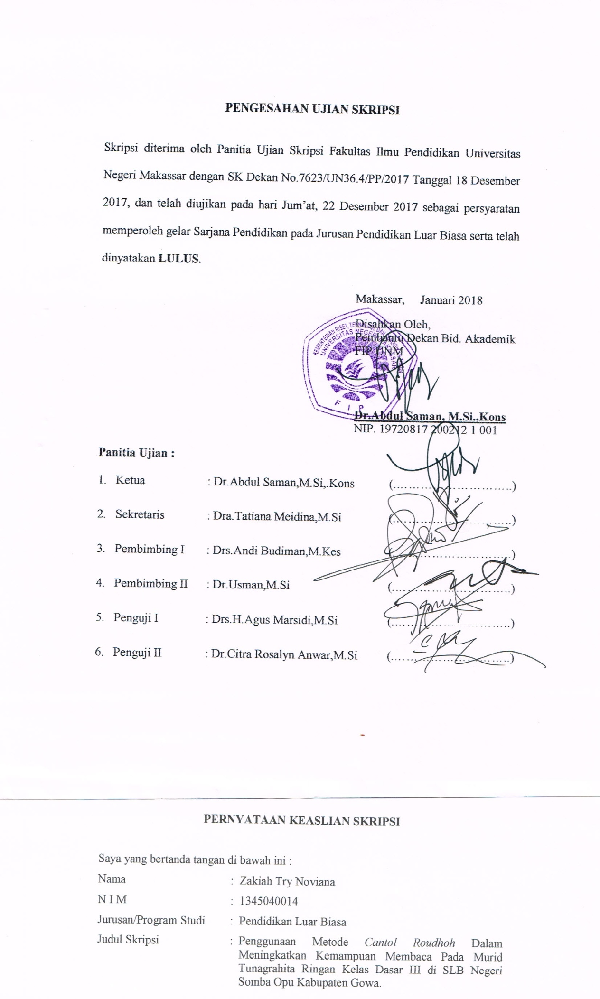 PENGESAHAN UJIAN SKRIPSI
Skripsi diterima oleh Panitia Ujian Skripsi Fakultas Ilmu Pendidikan Universitas
Negeri Makassar dengan SK Dekan No.7623/UN36.4/PP/2017 Tanggal 18 Desember
2017, dan telah diujikan pada hari Jum'at, 22 Desember 2017 sebagai persyaratan
memperoleh gelar Sarjana Pendidikan pada Jurusan Pendidikan Luar Biasa serta telah
dinyatakan LULUS.
Makassar, Januari 2018
Disahkan Oleh,
Pembantu Dekan Bid. Akademik
FIP UNM
KEMENTERIAN RISET, TEKNOLOGI, DAN
UNIVERSITAS NEGERI MAKASSAR
FIP
Dr.Abdul Saman, M.Si.,Kons
NIP. 19720817 200212 1 001
Panitia Ujian :
1. Ketua : Dr.Abdul Saman,M.Si,.Kons (..............................)
2. Sekretaris : Dra.Tatiana Meidina,M.Si (..............................)
3. Pembimbing I : Drs.Andi Budiman,M.Kes (..............................)
4. Pembimbing II : Dr.Usman,M.Si (..............................)
5. Penguji I : Drs.H.Agus Marsidi,M.Si (..............................)
6. Penguji II : Dr.Citra Rosalyn Anwar,M.Si (..............................)
PERNYATAAN KEASLIAN SKRIPSI
Saya yang bertanda tangan di bawah ini :
Nama : Zakiah Try Noviana
N I M : 1345040014
Jurusan/Program Studi : Pendidikan Luar Biasa
Judul Skripsi : Penggunaan Metode Cantol Roudhoh Dalam
Meningkatkan Kemampuan Membaca Pada Murid
Tunagrahita Ringan Kelas Dasar III di SLB Negeri
Somba Opu Kabupaten Gowa.